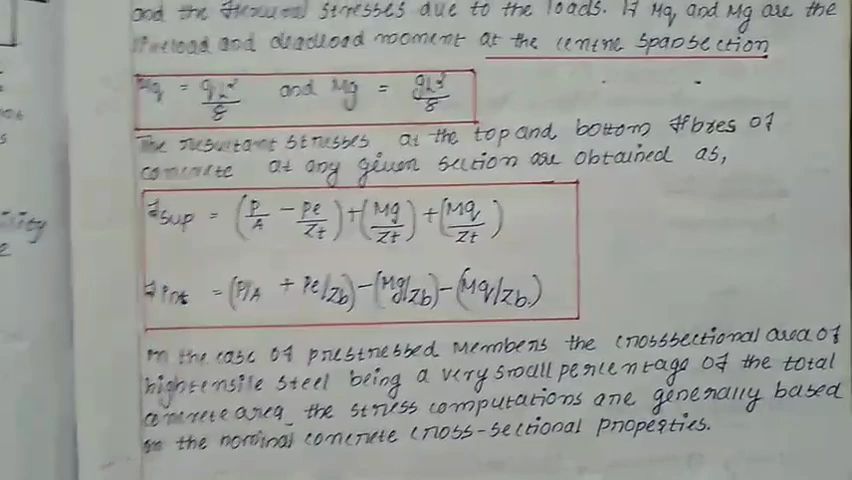 and the flexural stresses due to the loads. If Mq and Mg are the
liveload and deadload moment at the centre span section
Mq = qL²/8 and Mg = gL²/8
The resultant stresses at the top and bottom fibres of
concrete at any given section are obtained as,
fsup = (P/A - Pe/Zt) + (Mg/Zt) + (Mq/Zt)
fInt = (P/A + Pe/Zb) - (Mg/Zb) - (Mq/Zb.)
In the case of prestressed members the crosssectional area of
hightensile steel being a very small percentage of the total
concrete area the stress computations are generally based
on the nominal concrete cross-sectional properties.